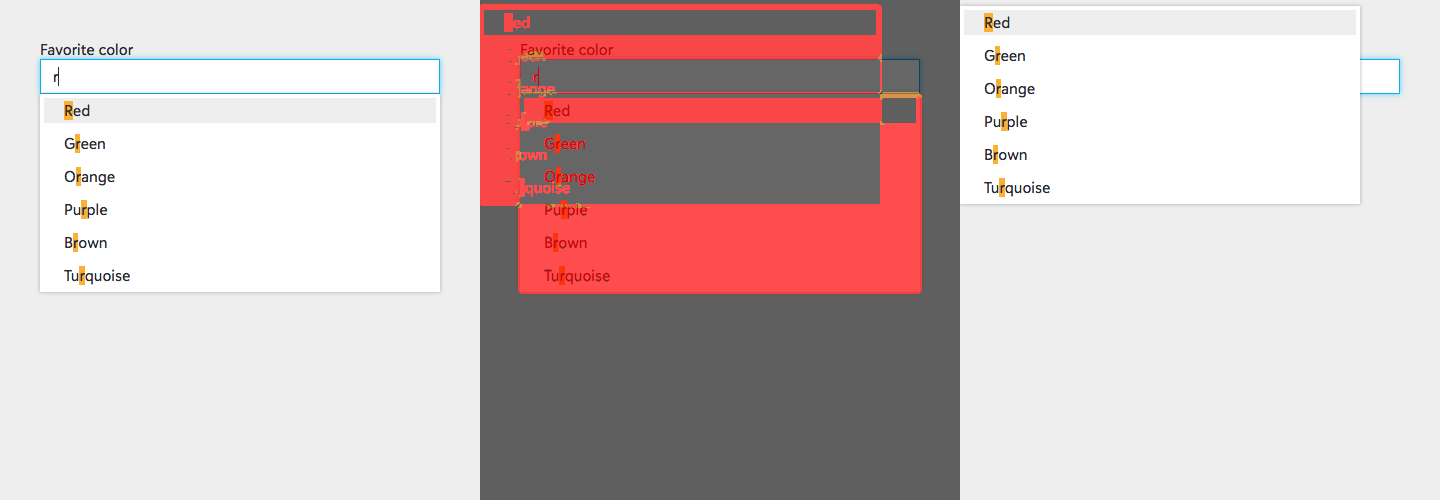 Favorite color
r
Red
Green
Orange
Purple
Brown
Turquoise
Red
Favorite color
r
Red
Green
Orange
Purple
Brown
Turquoise
Red
Green
Orange
Purple
Brown
Turquoise